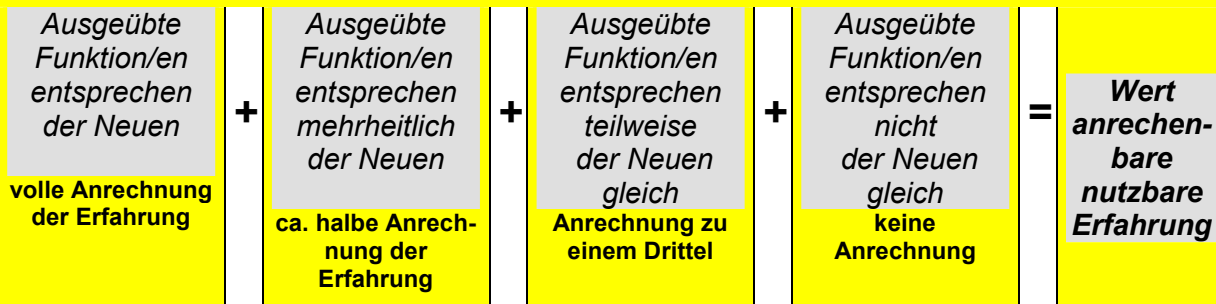 Ausgeübte
Funktion/en
entsprechen
der Neuen
volle Anrechnung
der Erfahrung
+
Ausgeübte
Funktion/en
entsprechen
mehrheitlich
der Neuen
ca. halbe Anrech-
nung der
Erfahrung
+
Ausgeübte
Funktion/en
entsprechen
teilweise
der Neuen
gleich
Anrechnung zu
einem Drittel
+
Ausgeübte
Funktion/en
entsprechen
nicht
der Neuen
gleich
keine
Anrechnung
=
Wert
anrechen-
bare
nutzbare
Erfahrung